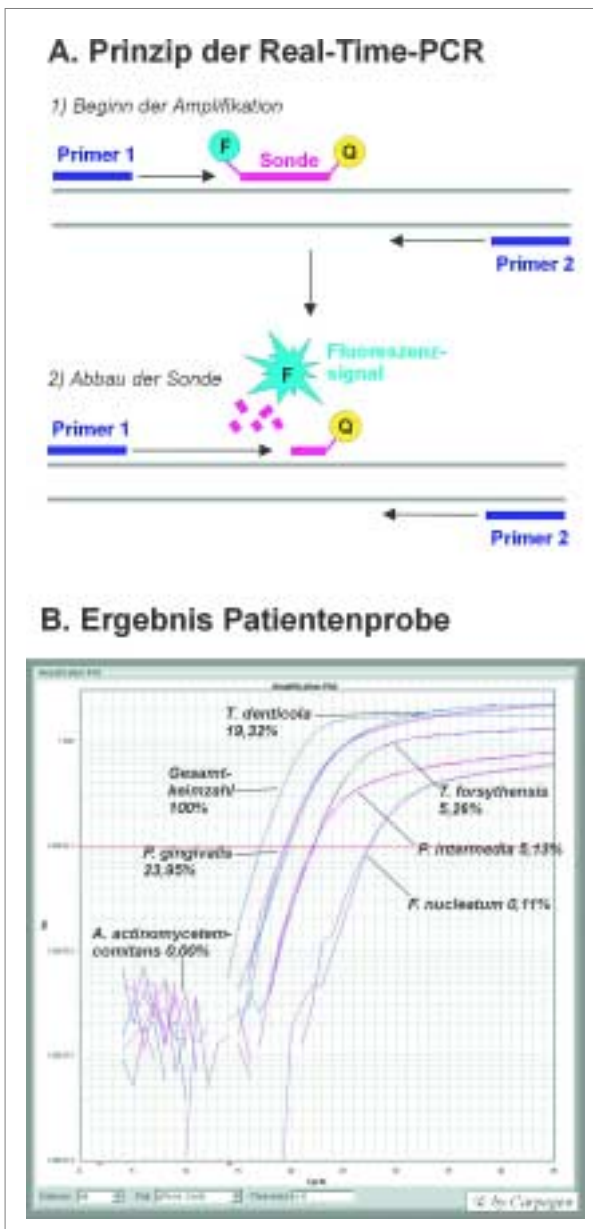 A. Prinzip der Real-Time-PCR
1) Beginn der Amplifikation
Primer 1
F
Sonde
Q
Primer 2
Fluoreszenz-
signal
F
2) Abbau der Sonde
Primer 1
Q
Primer 2
B. Ergebnis Patientenprobe
Amplification Plot
T. denticola
19,32%
Gesamt-
keimzahl
100%
T. forsythensis
5,26%
P. gingivalis
23,95%
P. intermedia 5,13%
F. nucleatum 0,11%
A. actinomycetem-
comitans 0,00%
© by Carpegen